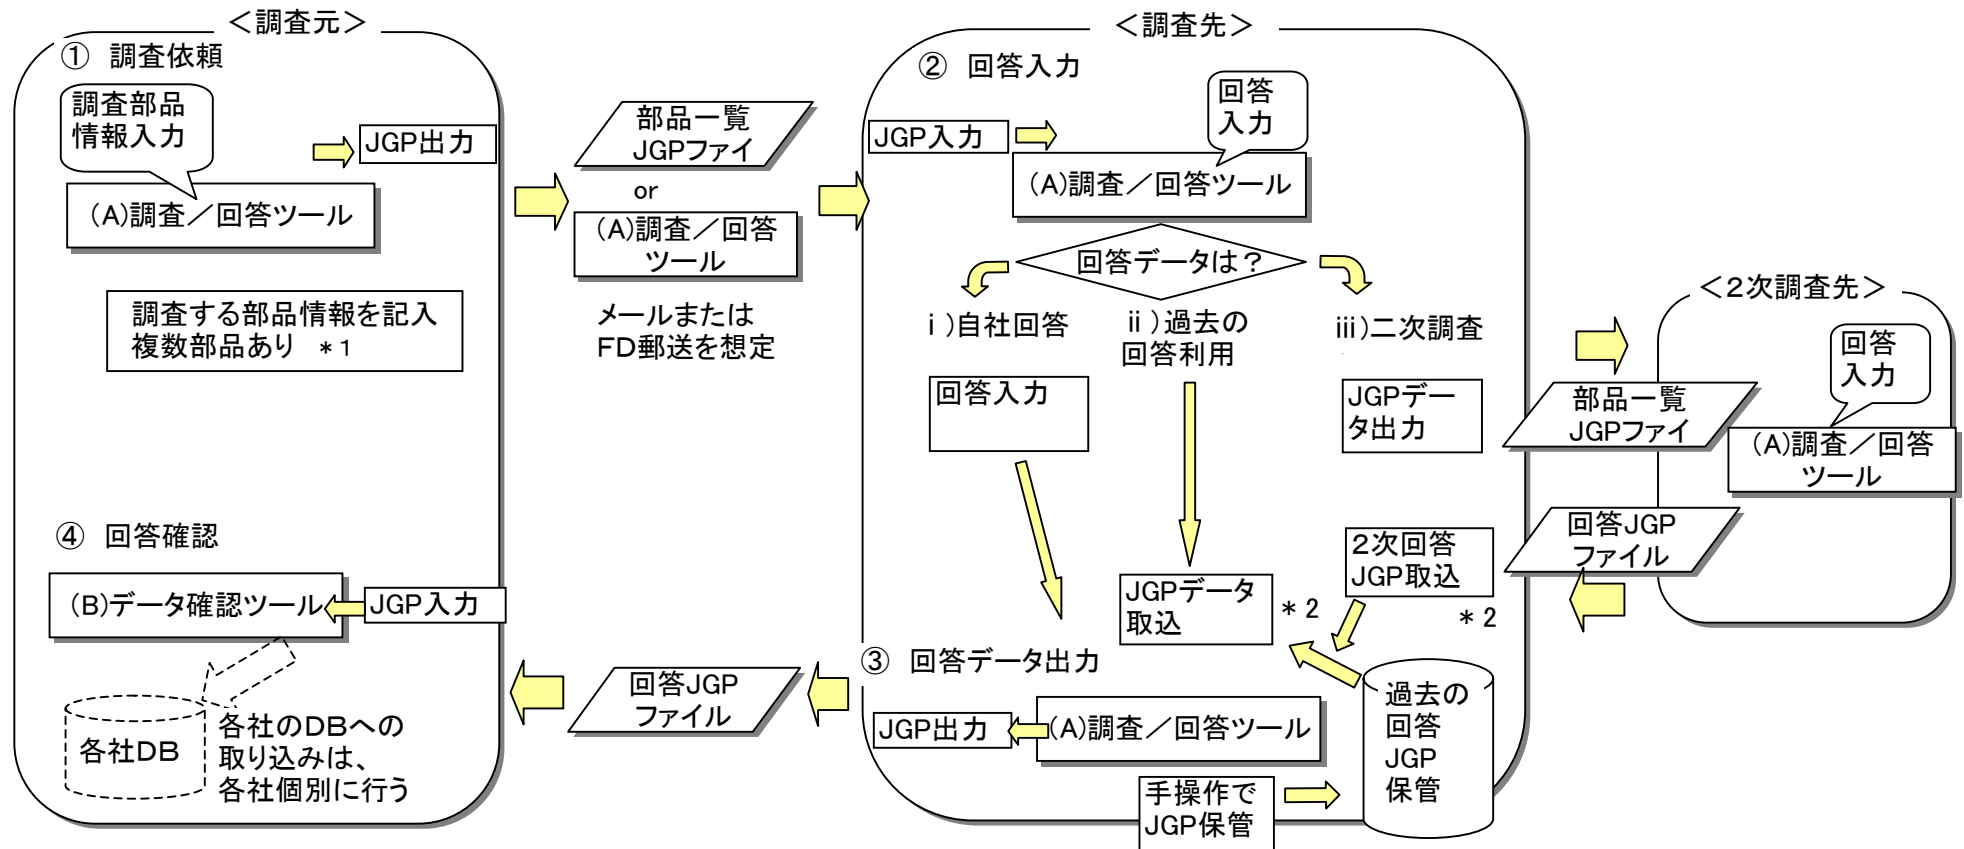 ＜調査元＞
① 調査依頼
調査部品
情報入力
JGP出力
(A)調査／回答ツール
調査する部品情報を記入
複数部品あり ＊1
④ 回答確認
(B)データ確認ツール
JGP入力
各社ＤＢ
各社のＤＢへの
取り込みは、
各社個別に行う
部品一覧
JGPファイ
or
(A)調査／回答
ツール
メールまたは
ＦＤ郵送を想定
回答JGP
ファイル
＜調査先＞
② 回答入力
JGP入力
回答
入力
(A)調査／回答ツール
回答データは？
ⅰ)自社回答
ⅱ)過去の
回答利用
ⅲ)二次調査
回答入力
JGPデー
タ出力
JGPデータ
取込
＊2
２次回答
JGP取込
＊2
③ 回答データ出力
JGP出力
(A)調査／回答ツール
手操作で
JGP保管
過去の
回答
JGP
保管
＜２次調査先＞
回答
入力
部品一覧
JGPファイ
(A)調査／回答
ツール
回答JGP
ファイル